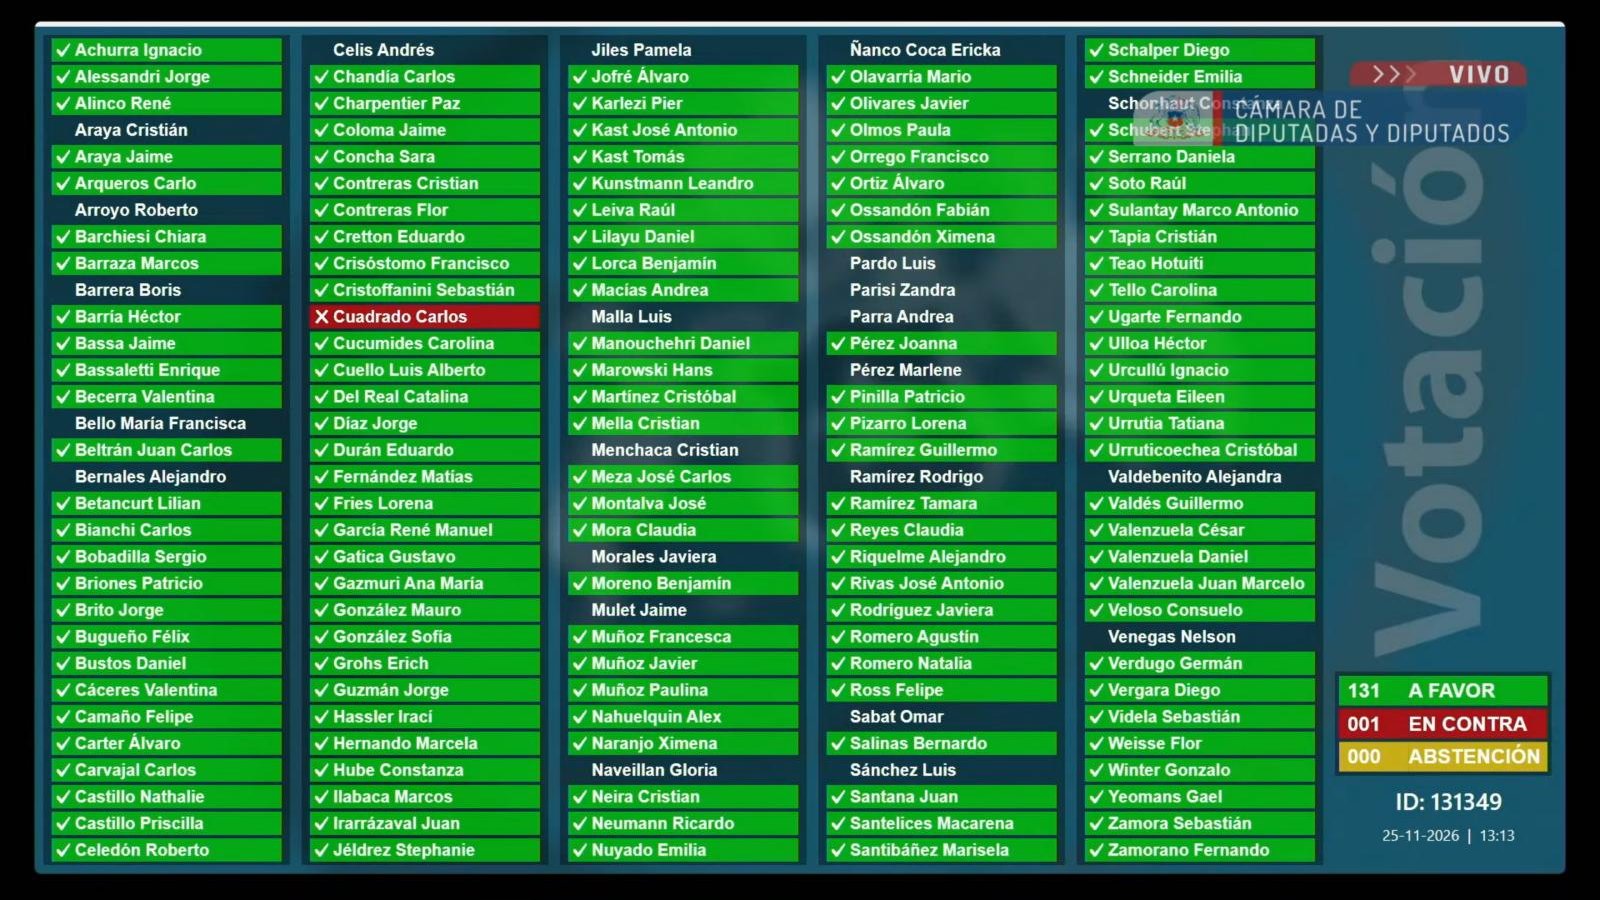 ✓ Achurra Ignacio
✓ Alessandri Jorge
✓ Alinco René
Araya Cristián
✓ Araya Jaime
✓ Arqueros Carlo
Arroyo Roberto
✓ Barchiesi Chiara
✓ Barraza Marcos
Barrera Boris
✓ Barría Héctor
✓ Bassa Jaime
✓ Bassaletti Enrique
✓ Becerra Valentina
Bello María Francisca
✓ Beltrán Juan Carlos
Bernales Alejandro
✓ Betancurt Lilian
✓ Bianchi Carlos
✓ Bobadilla Sergio
✓ Briones Patricio
✓ Brito Jorge
✓ Bugueño Félix
✓ Bustos Daniel
✓ Cáceres Valentina
✓ Camaño Felipe
✓ Carter Álvaro
✓ Carvajal Carlos
✓ Castillo Nathalie
✓ Castillo Priscilla
✓ Celedón Roberto
Celis Andrés
✓ Chandía Carlos
✓ Charpentier Paz
✓ Coloma Jaime
✓ Concha Sara
✓ Contreras Cristian
✓ Contreras Flor
✓ Cretton Eduardo
✓ Crisóstomo Francisco
✓ Cristoffanini Sebastián
X Cuadrado Carlos
✓ Cucumides Carolina
✓ Cuello Luis Alberto
✓ Del Real Catalina
✓ Díaz Jorge
✓ Durán Eduardo
✓ Fernández Matías
✓ Fries Lorena
✓ García René Manuel
✓ Gatica Gustavo
✓ Gazmuri Ana María
✓ González Mauro
✓ González Sofía
✓ Grohs Erich
✓ Guzmán Jorge
✓ Hassler Irací
✓ Hernando Marcela
✓ Hube Constanza
✓ Ilabaca Marcos
✓ Irarrázaval Juan
✓ Jéldrez Stephanie
Jiles Pamela
✓ Jofré Álvaro
✓ Karlezi Pier
✓ Kast José Antonio
✓ Kast Tomás
✓ Kunstmann Leandro
✓ Leiva Raúl
✓ Lilayu Daniel
✓ Lorca Benjamín
✓ Macías Andrea
Malla Luis
✓ Manouchehri Daniel
✓ Marowski Hans
✓ Martínez Cristóbal
✓ Mella Cristian
Menchaca Cristian
✓ Meza José Carlos
✓ Montalva José
✓ Mora Claudia
Morales Javiera
✓ Moreno Benjamín
Mulet Jaime
✓ Muñoz Francesca
✓ Muñoz Javier
✓ Muñoz Paulina
✓ Nahuelquin Alex
✓ Naranjo Ximena
Naveillan Gloria
✓ Neira Cristian
✓ Neumann Ricardo
✓ Nuyado Emilia
Ñanco Coca Ericka
✓ Olavarría Mario
✓ Olivares Javier
✓ Olmos Paula
✓ Orrego Francisco
✓ Ortiz Álvaro
✓ Ossandón Fabián
✓ Ossandón Ximena
Pardo Luis
Parisi Zandra
Parra Andrea
✓ Pérez Joanna
Pérez Marlene
✓ Pinilla Patricio
✓ Pizarro Lorena
✓ Ramírez Guillermo
Ramírez Rodrigo
✓ Ramírez Tamara
✓ Reyes Claudia
✓ Riquelme Alejandro
✓ Rivas José Antonio
✓ Rodríguez Javiera
✓ Romero Agustín
✓ Romero Natalia
✓ Ross Felipe
Sabat Omar
✓ Salinas Bernardo
Sánchez Luis
✓ Santana Juan
✓ Santelices Macarena
✓ Santibáñez Marisela
✓ Schalper Diego
✓ Schneider Emilia
Schonhaut Constanza
✓ Schubert Stephan
✓ Serrano Daniela
✓ Soto Raúl
✓ Sulantay Marco Antonio
✓ Tapia Cristián
✓ Teao Hotuiti
✓ Tello Carolina
✓ Ugarte Fernando
✓ Ulloa Héctor
✓ Urcullú Ignacio
✓ Urqueta Eileen
✓ Urrutia Tatiana
✓ Urruticoechea Cristóbal
Valdebenito Alejandra
✓ Valdés Guillermo
✓ Valenzuela César
✓ Valenzuela Daniel
✓ Valenzuela Juan Marcelo
✓ Veloso Consuelo
Venegas Nelson
✓ Verdugo Germán
✓ Vergara Diego
✓ Videla Sebastián
✓ Weisse Flor
✓ Winter Gonzalo
✓ Yeomans Gael
✓ Zamora Sebastián
✓ Zamorano Fernando
>>> VIVO
CÁMARA DE
DIPUTADAS Y DIPUTADOS
Votación
131 A FAVOR
001 EN CONTRA
000 ABSTENCIÓN
ID: 131349
25-11-2026 | 13:13